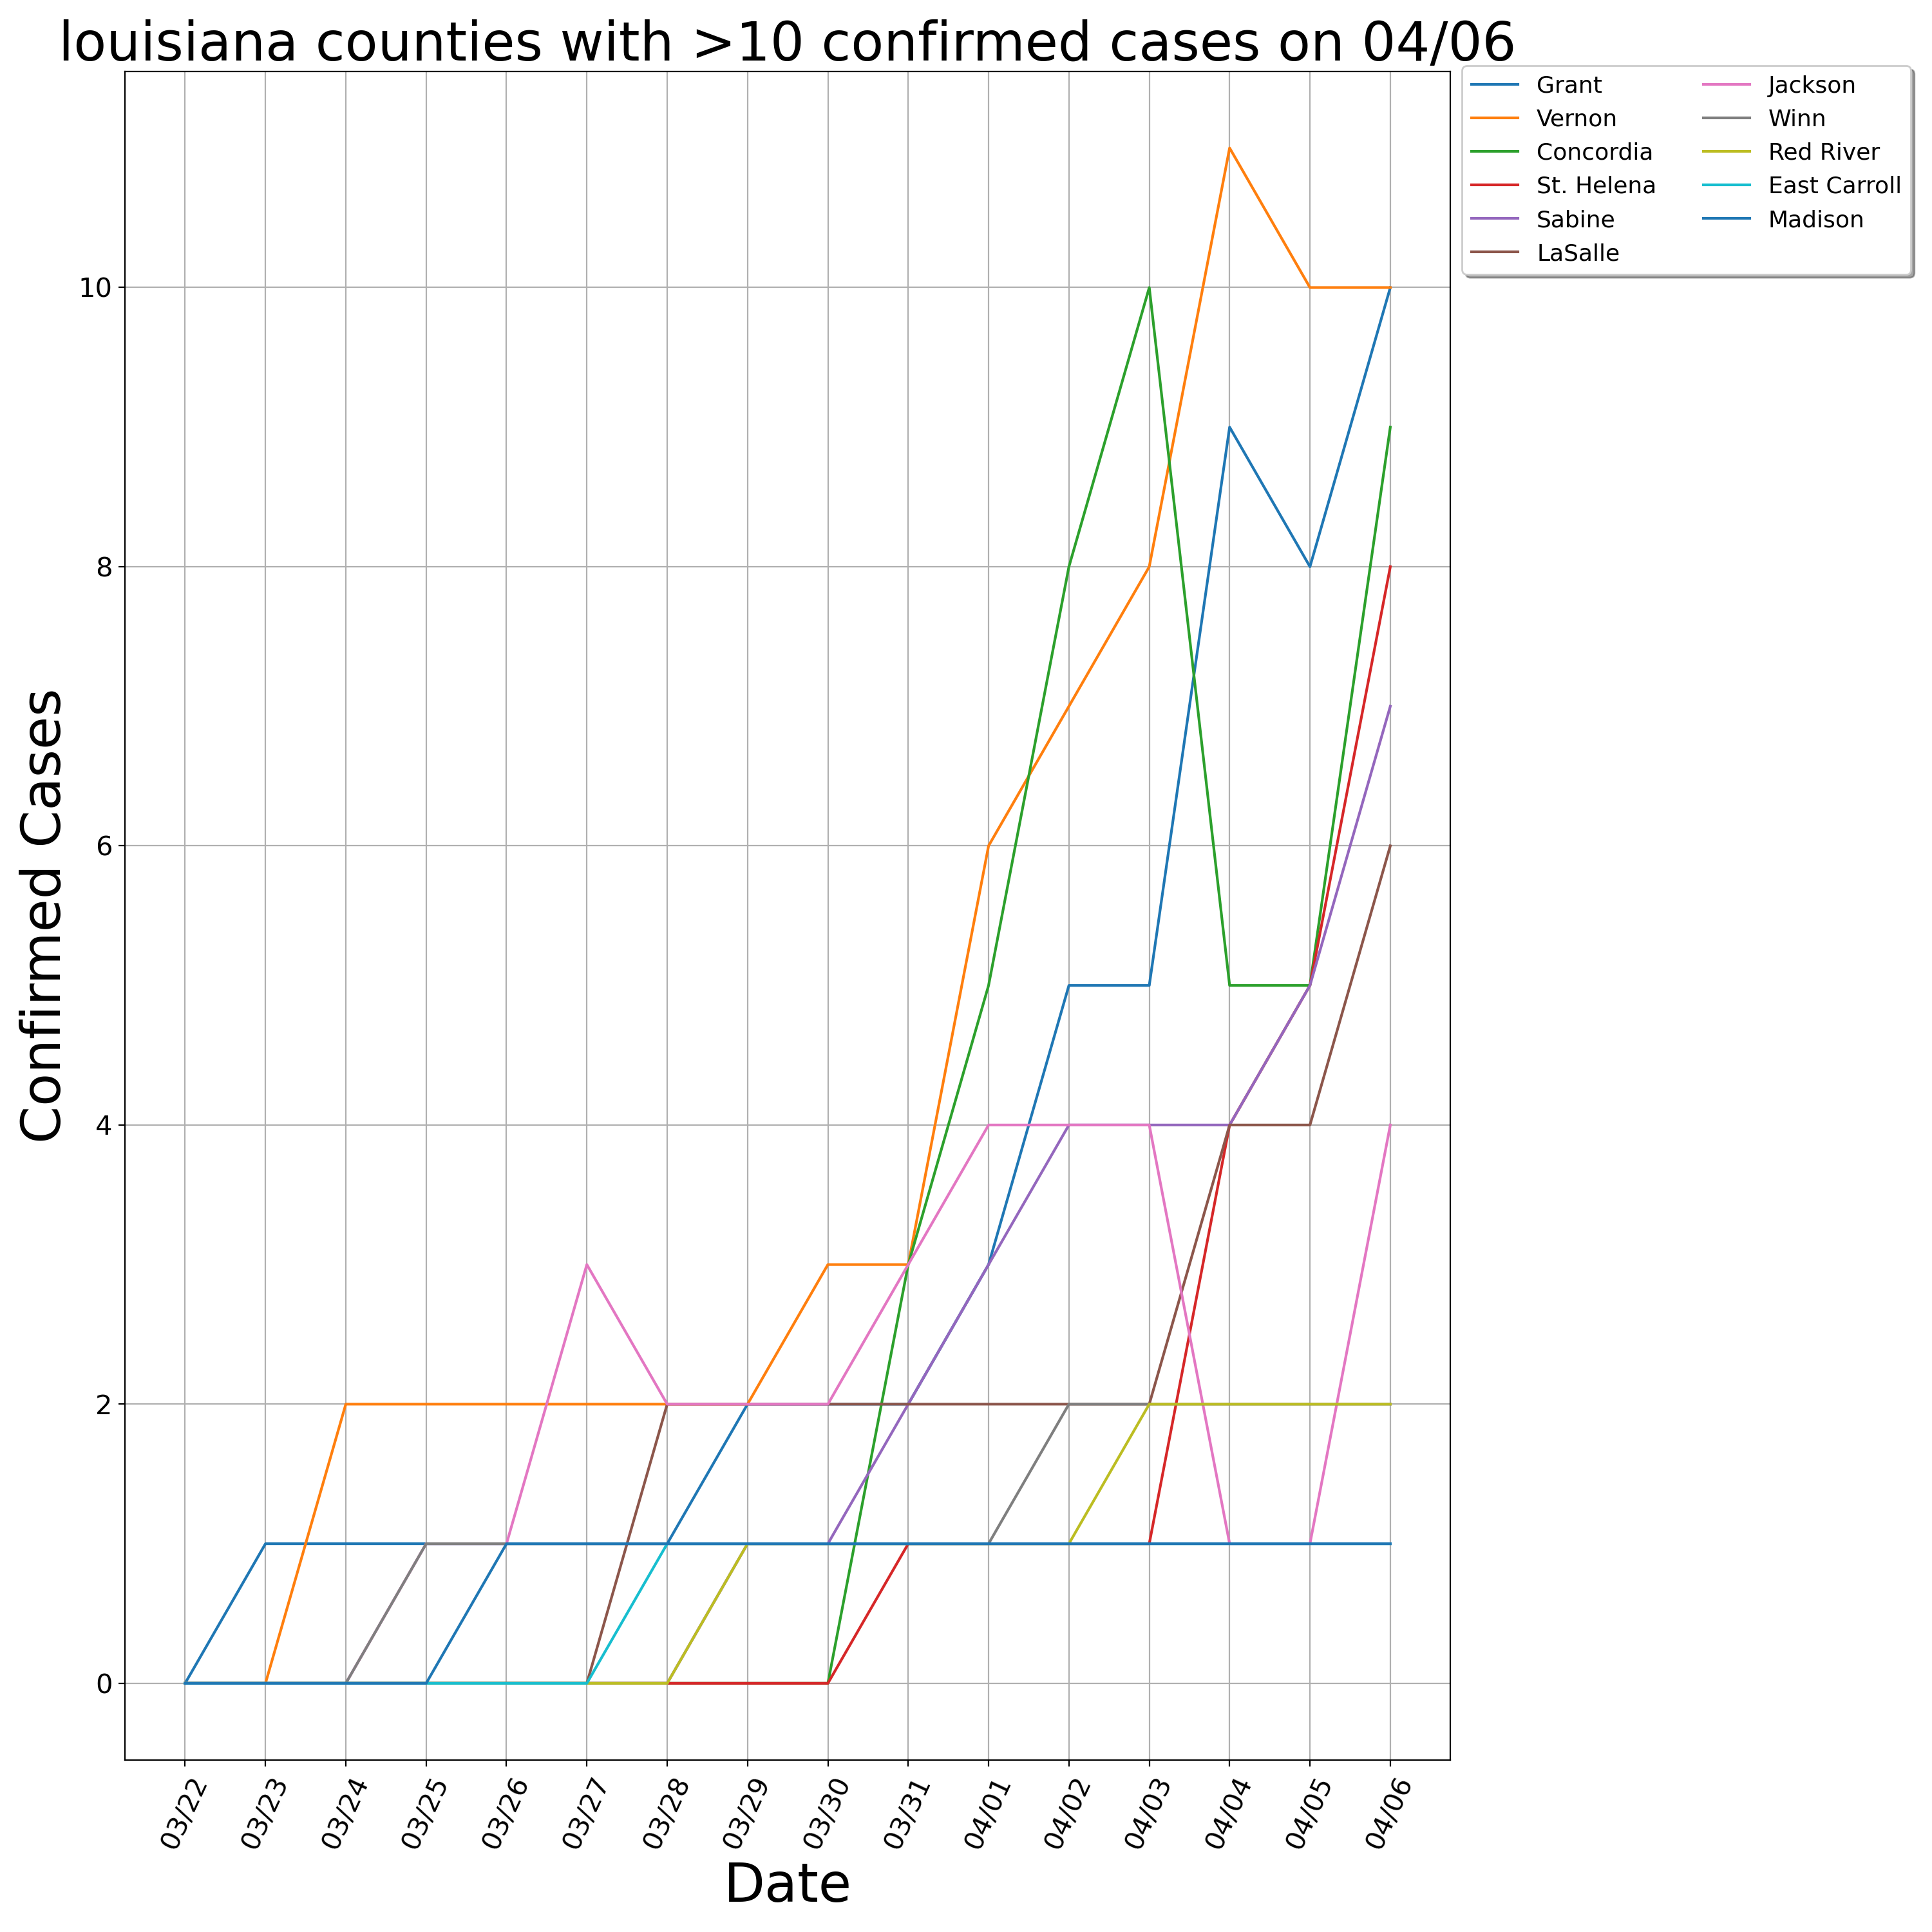 louisiana counties with >10 confirmed cases on 04/06
Grant
Vernon
Concordia
St. Helena
Sabine
LaSalle
Jackson
Winn
Red River
East Carroll
Madison
Confirmed Cases
10
8
6
4
2
0
03/22
03/23
03/24
03/25
03/26
03/27
03/28
03/29
03/30
03/31
04/01
04/02
04/03
04/04
04/05
04/06
Date